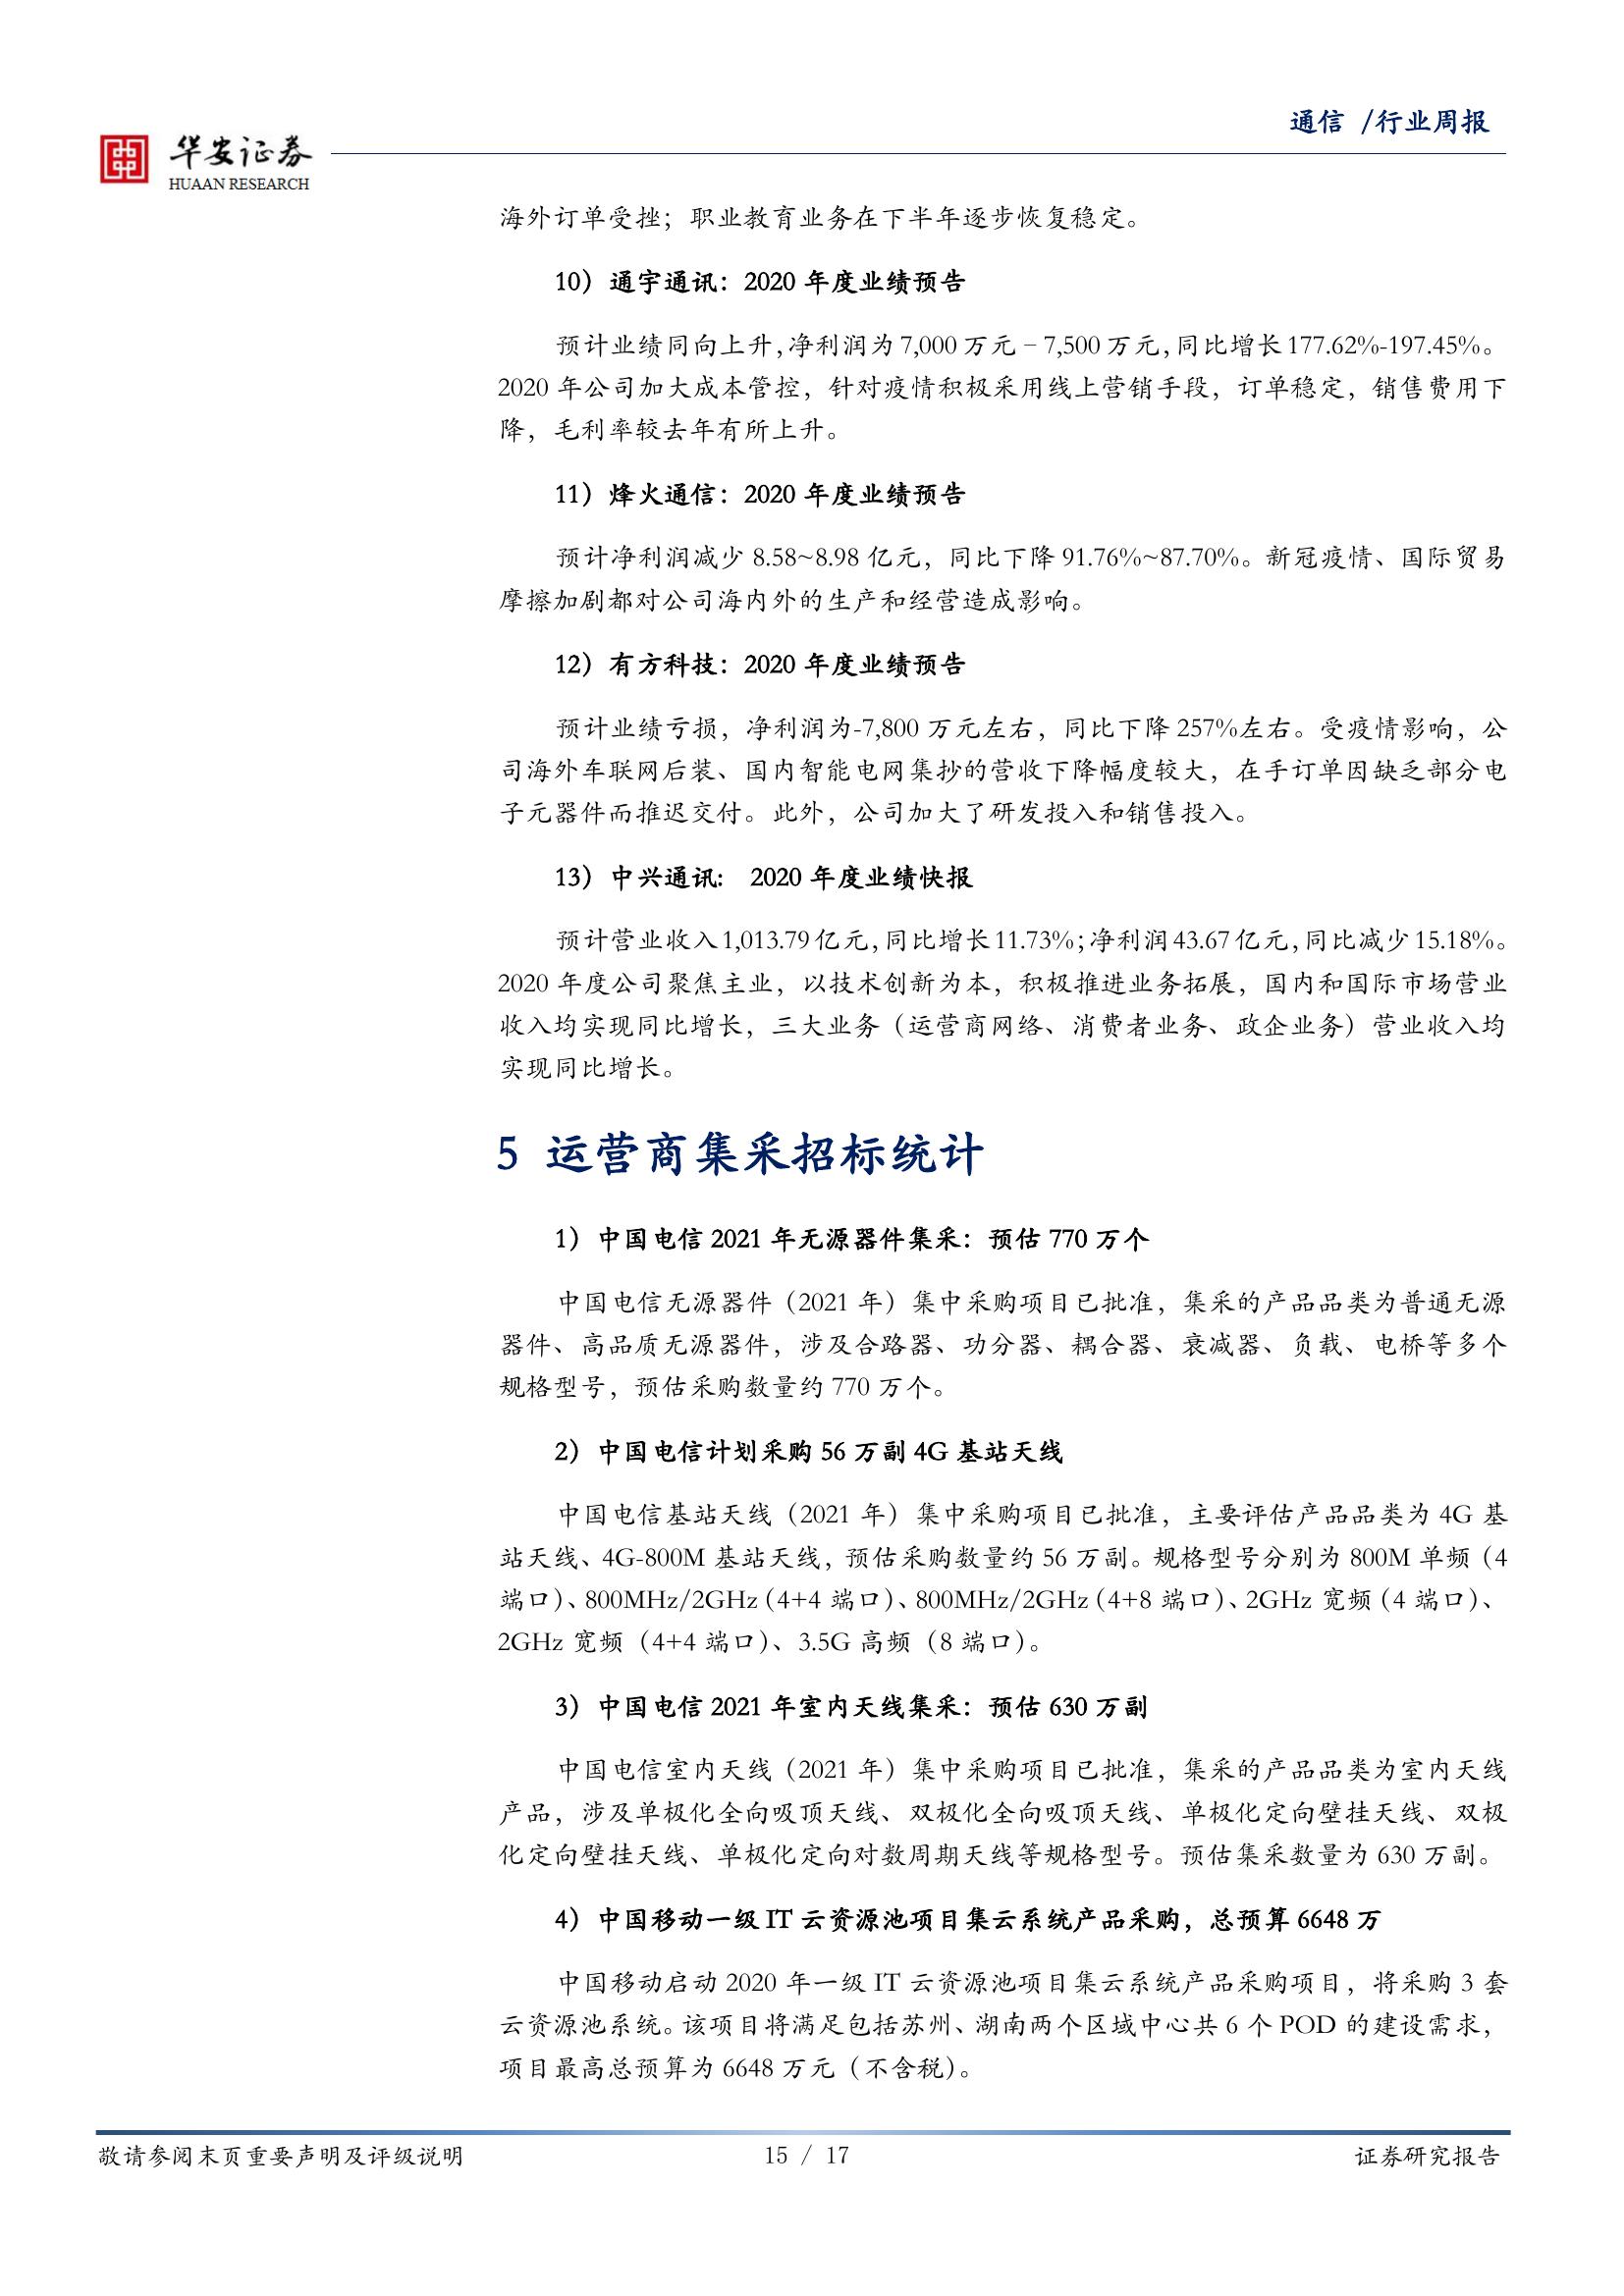 通信 /行业周报
华安证券
HUAAN RESEARCH
海外订单受挫；职业教育业务在下半年逐步恢复稳定。
10）通宇通讯：2020 年度业绩预告
预计业绩同向上升，净利润为 7,000 万元－7,500 万元，同比增长 177.62%-197.45%。
2020 年公司加大成本管控，针对疫情积极采用线上营销手段，订单稳定，销售费用下
降，毛利率较去年有所上升。
11）烽火通信：2020 年度业绩预告
预计净利润减少 8.58~8.98 亿元，同比下降 91.76%~87.70%。新冠疫情、国际贸易
摩擦加剧都对公司海内外的生产和经营造成影响。
12）有方科技：2020 年度业绩预告
预计业绩亏损，净利润为-7,800 万元左右，同比下降 257%左右。受疫情影响，公
司海外车联网后装、国内智能电网集抄的营收下降幅度较大，在手订单因缺乏部分电
子元器件而推迟交付。此外，公司加大了研发投入和销售投入。
13）中兴通讯： 2020 年度业绩快报
预计营业收入 1,013.79 亿元，同比增长 11.73%；净利润 43.67 亿元，同比减少 15.18%。
2020 年度公司聚焦主业，以技术创新为本，积极推进业务拓展，国内和国际市场营业
收入均实现同比增长，三大业务（运营商网络、消费者业务、政企业务）营业收入均
实现同比增长。
5 运营商集采招标统计
1）中国电信 2021 年无源器件集采：预估 770 万个
中国电信无源器件（2021 年）集中采购项目已批准，集采的产品品类为普通无源
器件、高品质无源器件，涉及合路器、功分器、耦合器、衰减器、负载、电桥等多个
规格型号，预估采购数量约 770 万个。
2）中国电信计划采购 56 万副 4G 基站天线
中国电信基站天线（2021 年）集中采购项目已批准，主要评估产品品类为 4G 基
站天线、4G-800M 基站天线，预估采购数量约 56 万副。规格型号分别为 800M 单频（4
端口）、800MHz/2GHz（4+4 端口）、800MHz/2GHz（4+8 端口）、2GHz 宽频（4 端口）、
2GHz 宽频（4+4 端口）、3.5G 高频（8 端口）。
3）中国电信 2021 年室内天线集采：预估 630 万副
中国电信室内天线（2021 年）集中采购项目已批准，集采的产品品类为室内天线
产品，涉及单极化全向吸顶天线、双极化全向吸顶天线、单极化定向壁挂天线、双极
化定向壁挂天线、单极化定向对数周期天线等规格型号。预估集采数量为 630 万副。
4）中国移动一级 IT 云资源池项目集云系统产品采购，总预算 6648 万
中国移动启动 2020 年一级 IT 云资源池项目集云系统产品采购项目，将采购 3 套
云资源池系统。该项目将满足包括苏州、湖南两个区域中心共 6 个 POD 的建设需求，
项目最高总预算为 6648 万元（不含税）。
敬请参阅末页重要声明及评级说明
15 / 17
证券研究报告